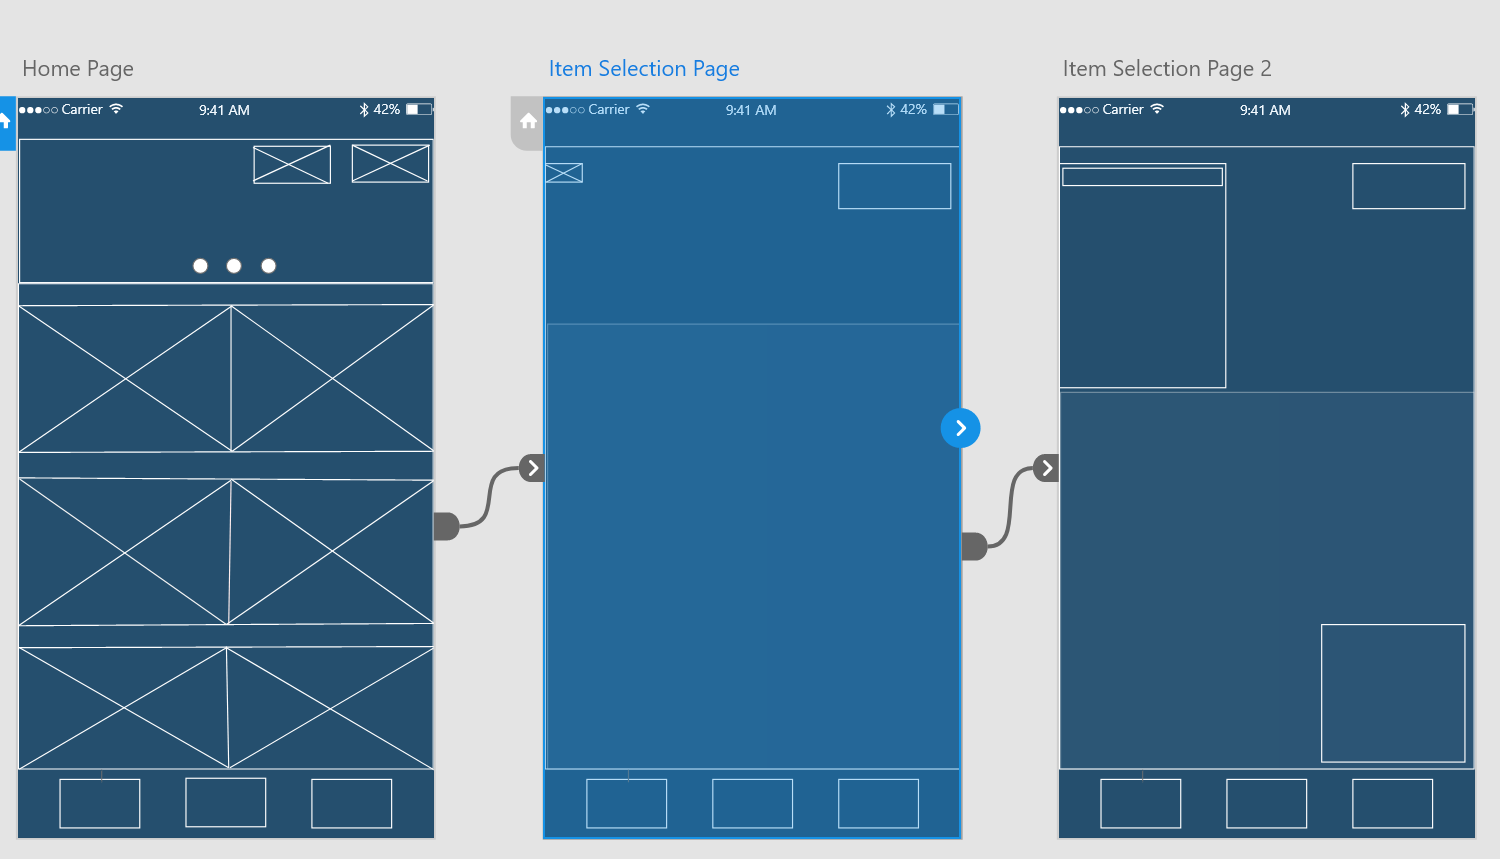 Home Page
Item Selection Page
Item Selection Page 2
Carrier 9:41 AM 42%
Carrier 9:41 AM 42%
Carrier 9:41 AM 42%